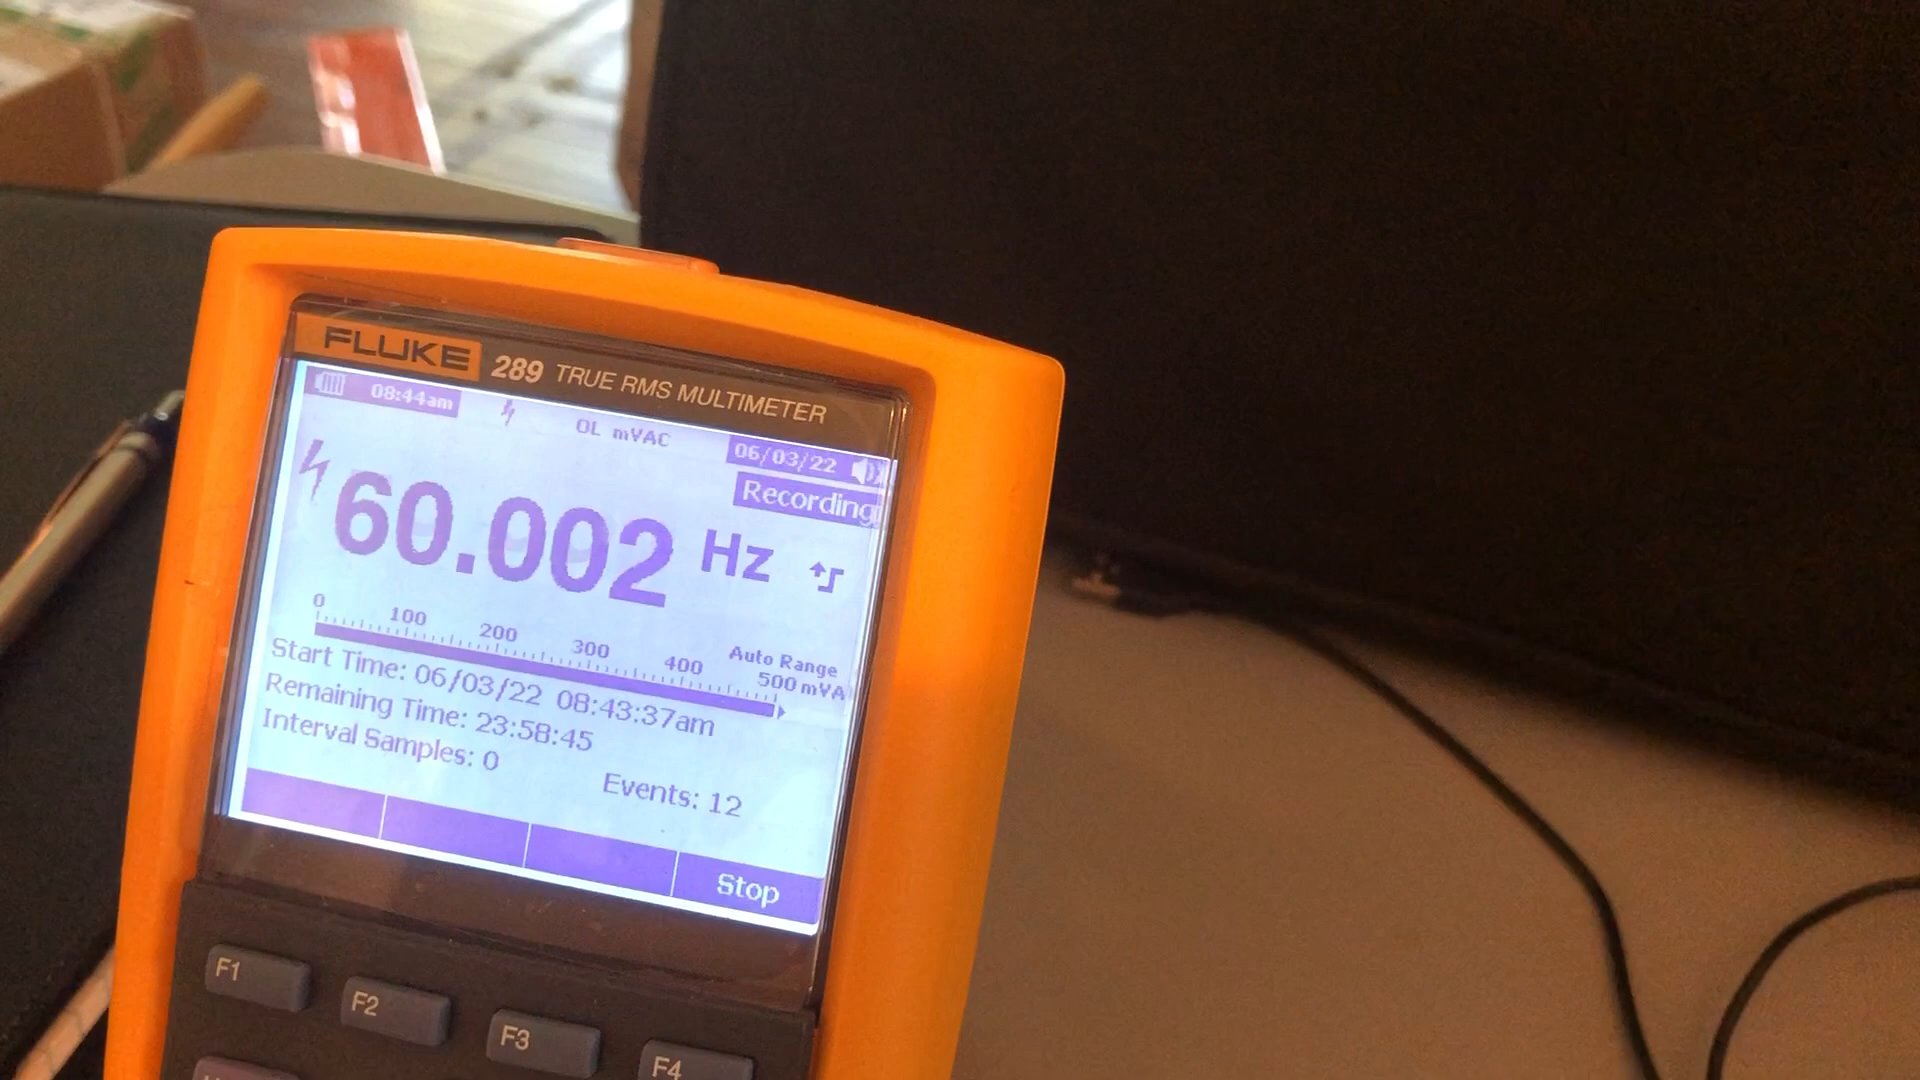 FLUKE 289 TRUE RMS MULTIMETER
08:44am
OL mVAC
06/03/22
Recording
60.002 Hz
0 100 200 300 400 500 mVA
Auto Range
Start Time: 06/03/22 08:43:37am
Remaining Time: 23:58:45
Interval Samples: 0
Events: 12
Stop
F1 F2 F3 F4